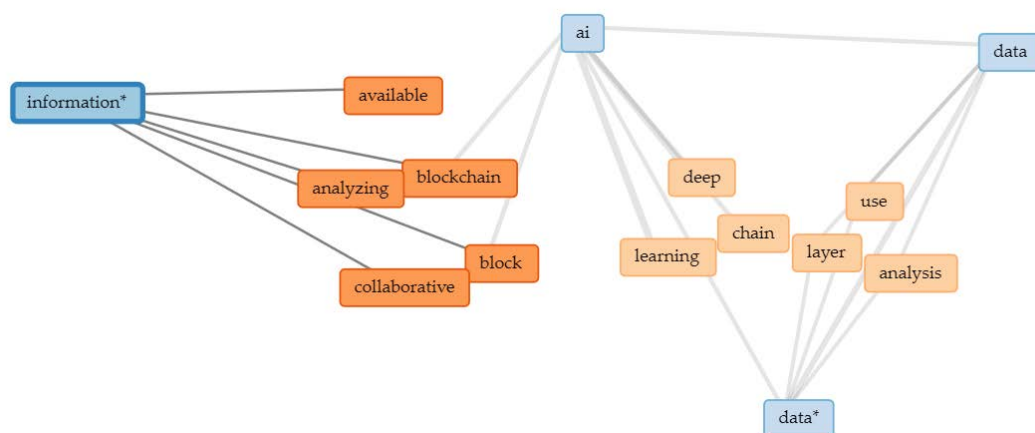 ai
data
information*
available
blockchain
deep
analyzing
use
chain
layer
learning
block
analysis
collaborative
data*